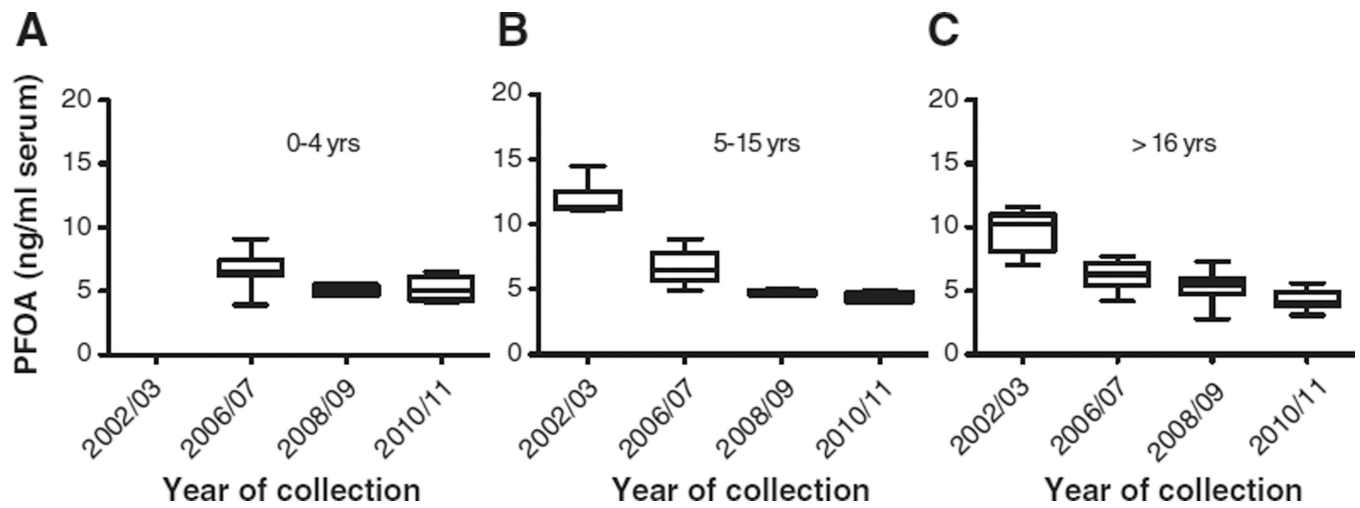 A
B
C
PFOA (ng/ml serum)
20
15
10
5
0
0-4 yrs
2002/03
2006/07
2008/09
2010/11
Year of collection
20
15
10
5
0
5-15 yrs
2002/03
2006/07
2008/09
2010/11
Year of collection
20
15
10
5
0
> 16 yrs
2002/03
2006/07
2008/09
2010/11
Year of collection